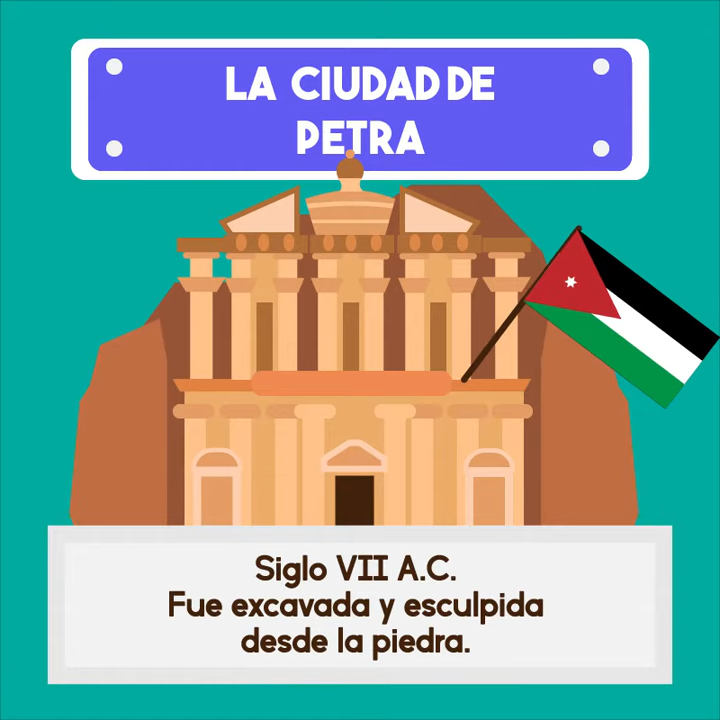 LA CIUDAD DE
PETRA
Siglo VII A.C.
Fue excavada y esculpida
desde la piedra.